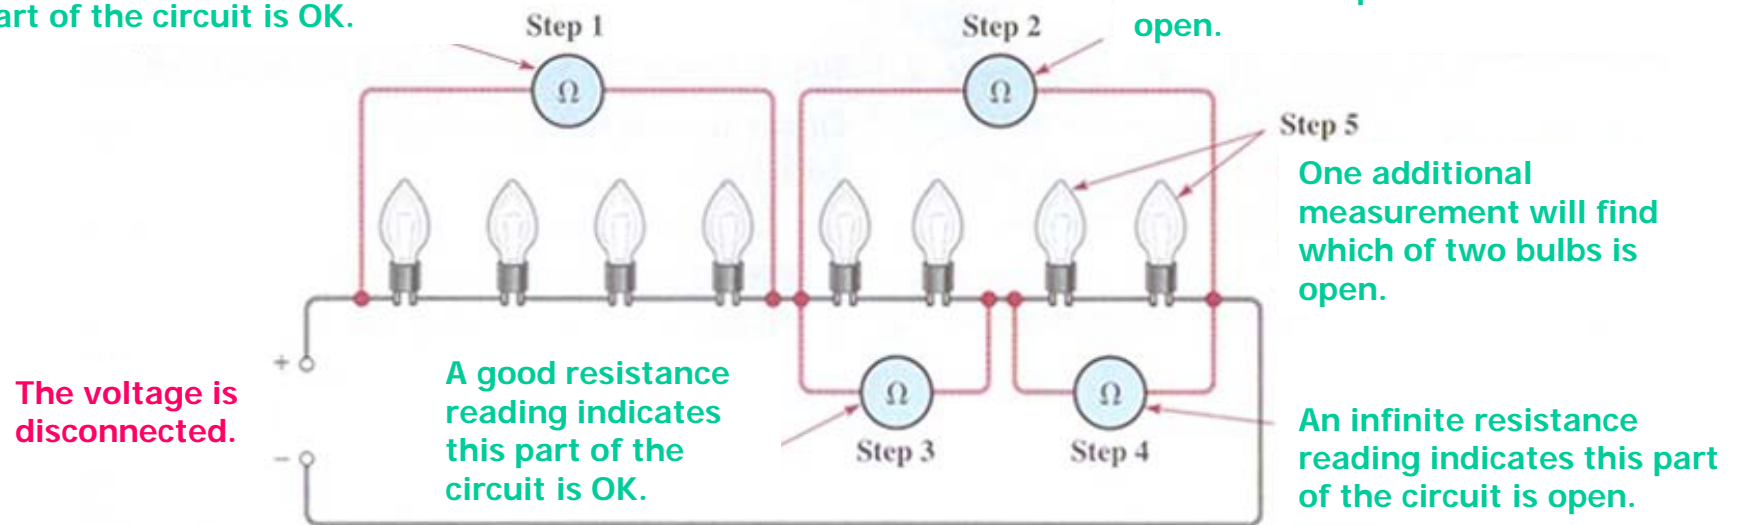 art of the circuit is OK.
Step 1
Ω
Step 2
Ω
open.
Step 5
One additional
measurement will find
which of two bulbs is
open.
+
−
The voltage is
disconnected.
A good resistance
reading indicates
this part of the
circuit is OK.
Ω
Step 3
Ω
Step 4
An infinite resistance
reading indicates this part
of the circuit is open.